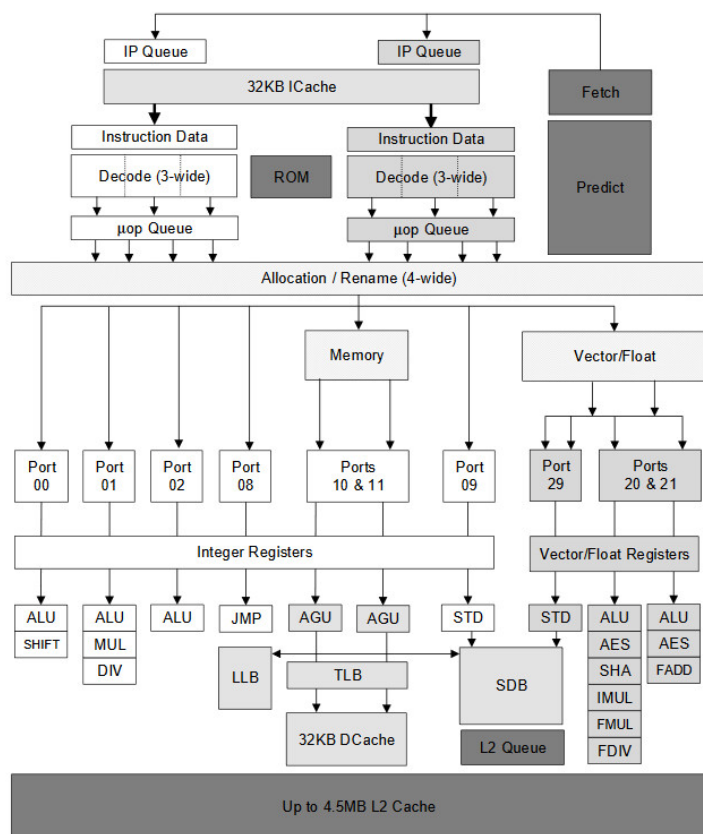 IP Queue
IP Queue
32KB ICache
Fetch
Instruction Data
Instruction Data
Decode (3-wide)
ROM
Decode (3-wide)
Predict
μop Queue
μop Queue
Allocation / Rename (4-wide)
Memory
Vector/Float
Port
00
Port
01
Port
02
Port
08
Ports
10 & 11
Port
09
Port
29
Ports
20 & 21
Integer Registers
Vector/Float Registers
ALU
SHIFT
ALU
MUL
DIV
ALU
JMP
AGU
AGU
STD
STD
ALU
AES
SHA
IMUL
FMUL
FDIV
ALU
AES
FADD
LLB
TLB
SDB
32KB DCache
L2 Queue
Up to 4.5MB L2 Cache